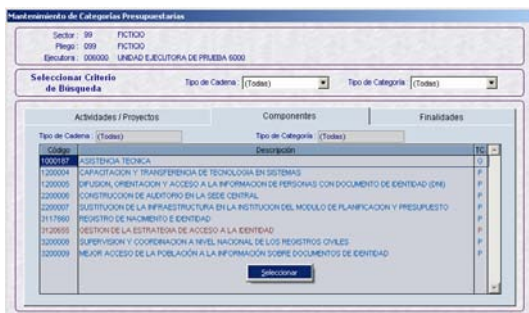 Mantenimiento de Categorías Presupuestarias
Sector : 99 FICTICIO
Pliego : 099 FICTICIO
Ejecutora : 006000 UNIDAD EJECUTORA DE PRUEBA 6000
Seleccionar Criterio de Búsqueda
Tipo de Cadena : (Todas) Tipo de Categoría : (Todas)
Actividades / Proyectos Componentes Finalidades
Tipo de Cadena : (Todas) Tipo de Categoría : (Todas)
Código Descripción TC
1000187 ASISTENCIA TECNICA G
1200004 CAPACITACION Y TRANSFERENCIA DE TECNOLOGIA EN SISTEMAS P
1200005 DIFUSION, ORIENTACION Y ACCESO A LA INFORMACION DE PERSONAS CON DOCUMENTO DE IDENTIDAD (DNI) P
2200006 CONSTRUCCION DE AUDITORIO EN LA SEDE CENTRAL P
2200007 SUSTITUCION DE LA INFRAESTRUCTURA EN LA INSTITUCION DEL MODULO DE PLANIFICACION Y PRESUPUESTO P
3117660 REGISTRO DE NACIMIENTO E IDENTIDAD P
3120655 GESTION DE LA ESTRATEGIA DE ACCESO A LA IDENTIDAD P
3200008 SUPERVISION Y COORDINACION A NIVEL NACIONAL DE LOS REGISTROS CIVILES P
3200009 MEJOR ACCESO DE LA POBLACIÓN A LA INFORMACIÓN SOBRE DOCUMENTOS DE IDENTIDAD P
Seleccionar